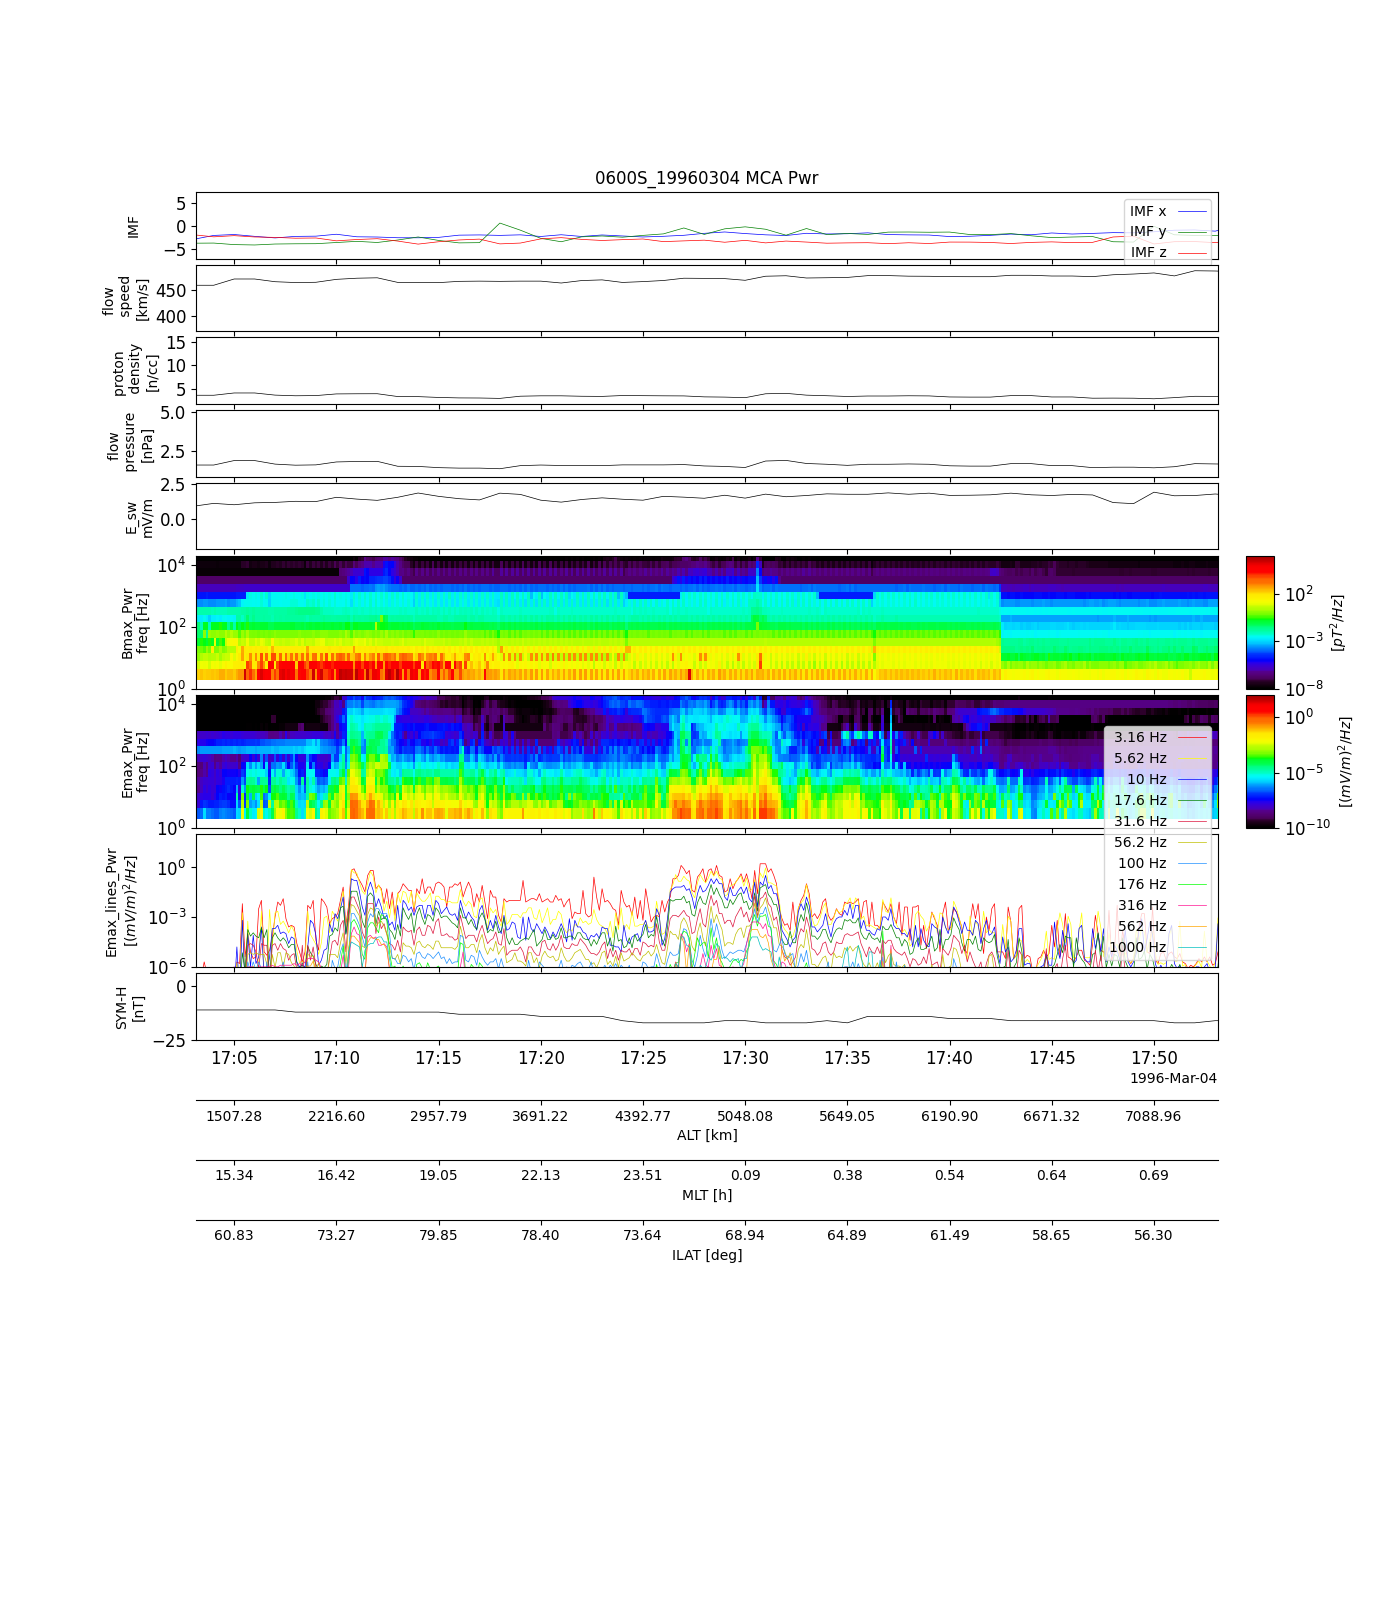 0600S_19960304 MCA Pwr
5
0
−5
IMF
IMF x
IMF y
IMF z
450
400
flow
speed
[km/s]
15
10
5
proton
density
[n/cc]
5.0
2.5
flow
pressure
[nPa]
2.5
0.0
E_sw
mV/m
10^4
10^2
10^0
Bmax_Pwr
freq [Hz]
10^2
10^−3
10^−8
[pT^2/Hz]
10^4
10^2
10^0
Emax_Pwr
freq [Hz]
10^0
10^−5
10^−10
[(mV/m)^2/Hz]
3.16 Hz
5.62 Hz
10 Hz
17.6 Hz
31.6 Hz
56.2 Hz
100 Hz
176 Hz
316 Hz
562 Hz
1000 Hz
10^0
10^−3
10^−6
Emax_lines_Pwr
[(mV/m)^2/Hz]
0
−25
SYM-H
[nT]
17:05 17:10 17:15 17:20 17:25 17:30 17:35 17:40 17:45 17:50
1996-Mar-04
1507.28 2216.60 2957.79 3691.22 4392.77 5048.08 5649.05 6190.90 6671.32 7088.96
ALT [km]
15.34 16.42 19.05 22.13 23.51 0.09 0.38 0.54 0.64 0.69
MLT [h]
60.83 73.27 79.85 78.40 73.64 68.94 64.89 61.49 58.65 56.30
ILAT [deg]